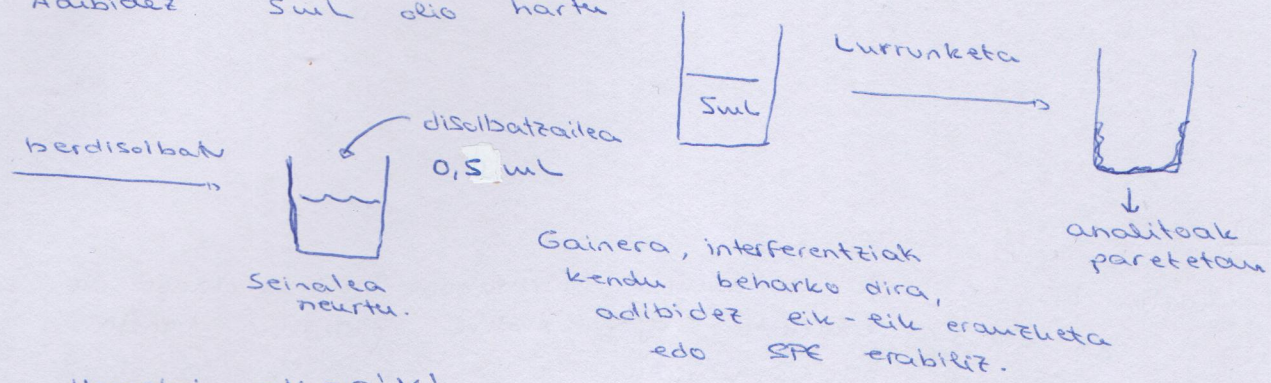 Adibidez 5mL olio hartu
5mL
Lurrunketa
analitoak
paretetan
berdisolbatu
disolbatzailea
0,5 mL
Seinalea
neurtu.
Gainera, interferentziak
kendu beharko dira,
adibidez eik-eik erauzketa
edo SPE erabiliz.